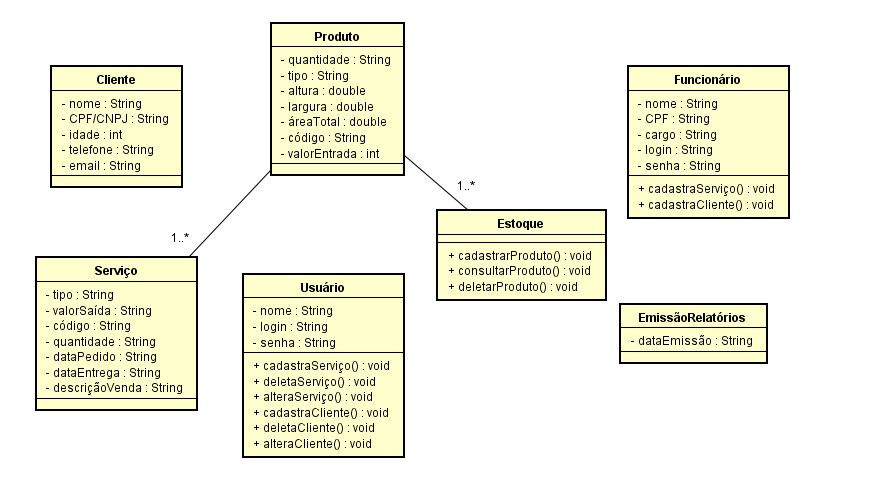 Produto
- quantidade : String
- tipo : String
- altura : double
- largura : double
- áreaTotal : double
- código : String
- valorEntrada : int
Cliente
- nome : String
- CPF/CNPJ : String
- idade : int
- telefone : String
- email : String
Funcionário
- nome : String
- CPF : String
- cargo : String
- login : String
- senha : String
+ cadastraServiço() : void
+ cadastraCliente() : void
1..*
1..*
Estoque
+ cadastrarProduto() : void
+ consultarProduto() : void
+ deletarProduto() : void
Serviço
- tipo : String
- valorSaída : String
- código : String
- quantidade : String
- dataPedido : String
- dataEntrega : String
- descriçãoVenda : String
Usuário
- nome : String
- login : String
- senha : String
+ cadastraServiço() : void
+ deletaServiço() : void
+ alteraServiço() : void
+ cadastraCliente() : void
+ deletaCliente() : void
+ alteraCliente() : void
EmissãoRelatórios
- dataEmissão : String